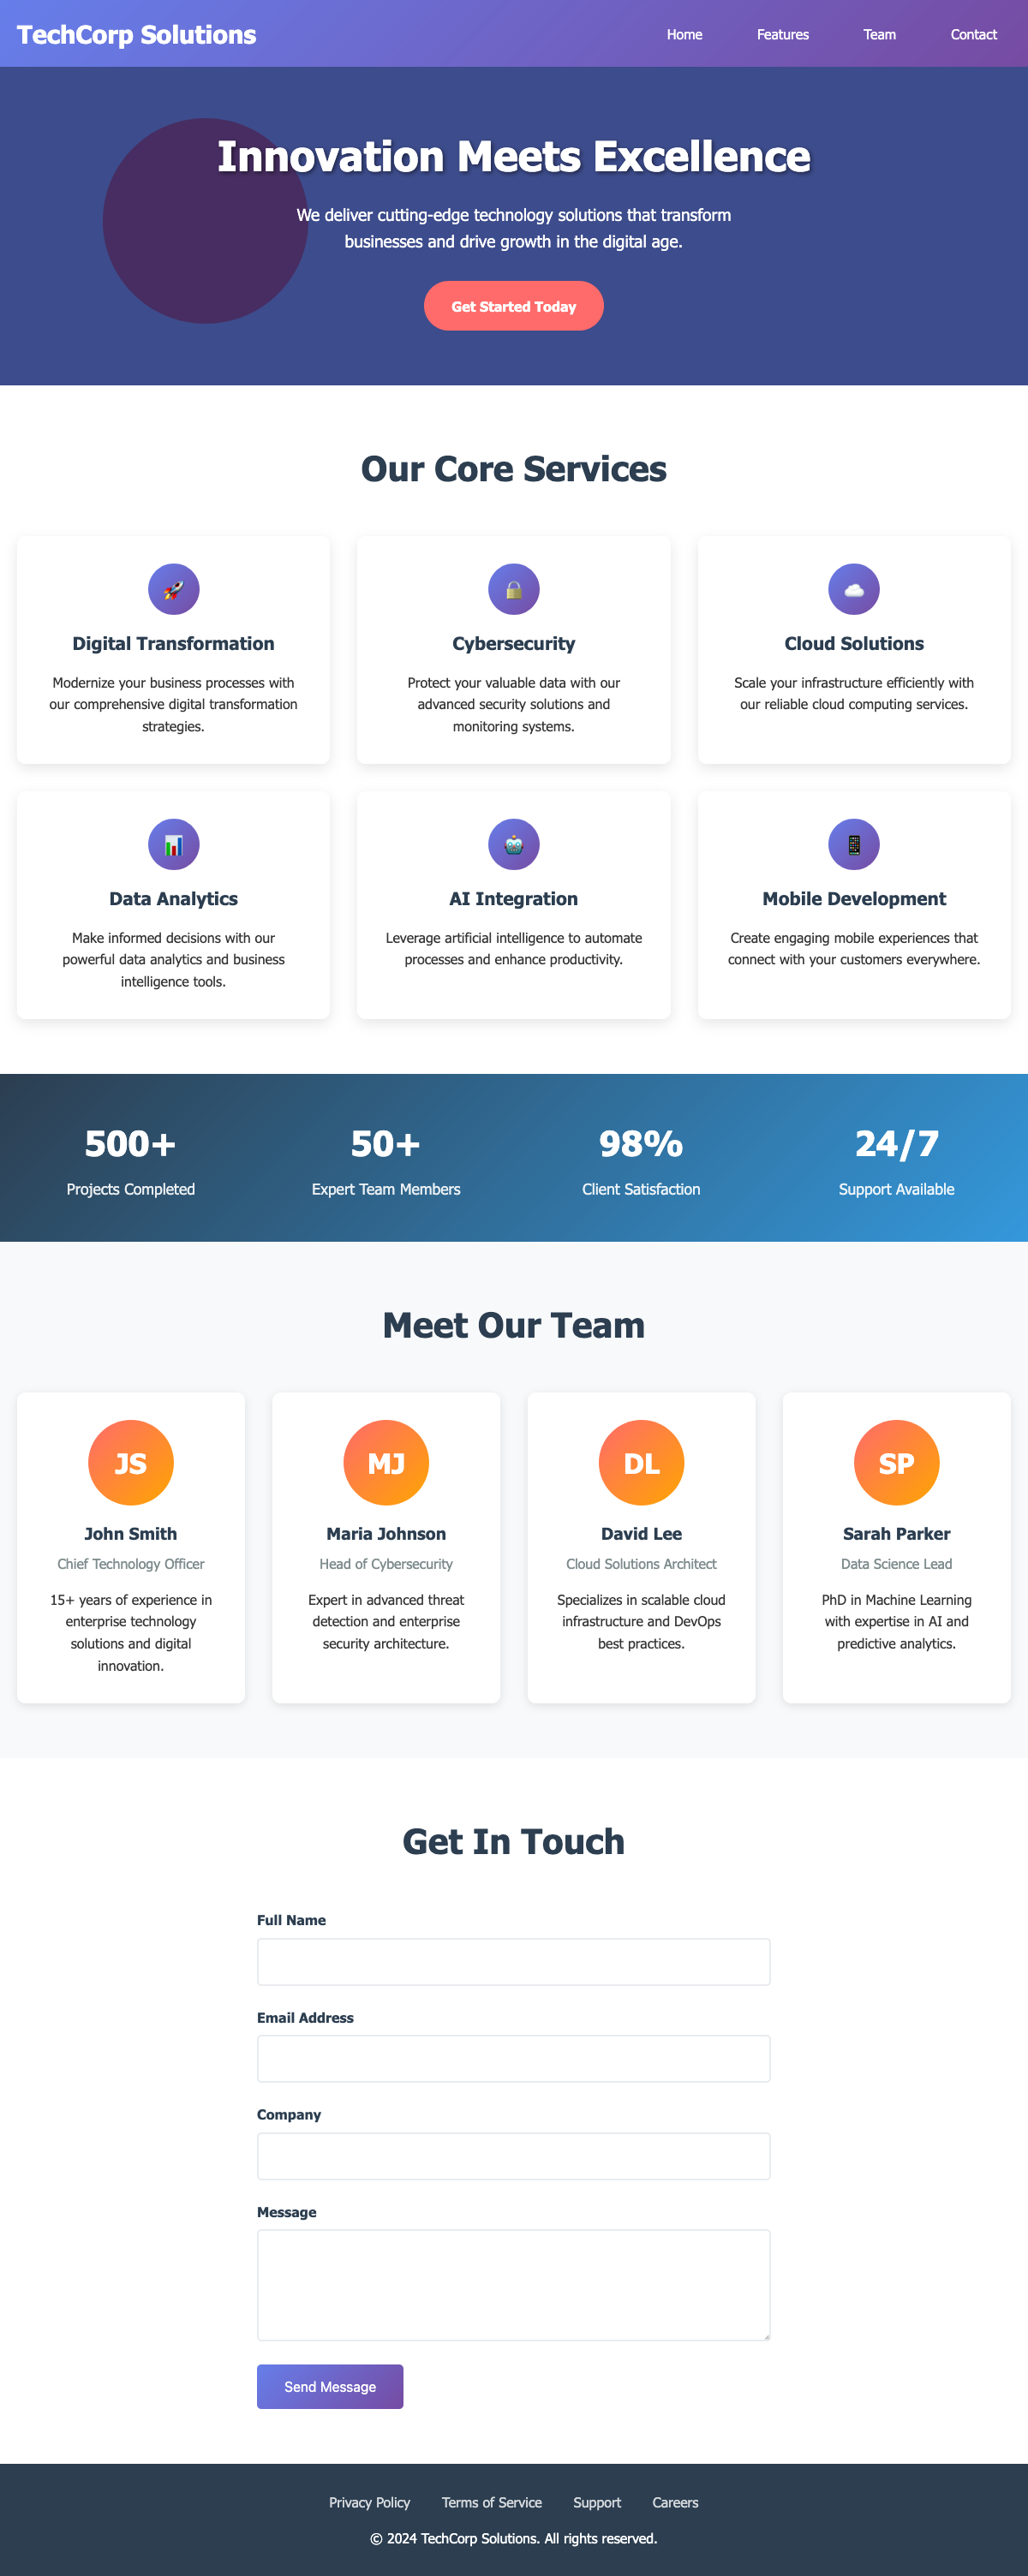 TechCorp Solutions
Home
Features
Team
Contact
Innovation Meets Excellence
We deliver cutting-edge technology solutions that transform
businesses and drive growth in the digital age.
Get Started Today
Our Core Services
Digital Transformation
Modernize your business processes with
our comprehensive digital transformation
strategies.
Cybersecurity
Protect your valuable data with our
advanced security solutions and
monitoring systems.
Cloud Solutions
Scale your infrastructure efficiently with
our reliable cloud computing services.
Data Analytics
Make informed decisions with our
powerful data analytics and business
intelligence tools.
AI Integration
Leverage artificial intelligence to automate
processes and enhance productivity.
Mobile Development
Create engaging mobile experiences that
connect with your customers everywhere.
500+
Projects Completed
50+
Expert Team Members
98%
Client Satisfaction
24/7
Support Available
Meet Our Team
JS
John Smith
Chief Technology Officer
15+ years of experience in
enterprise technology
solutions and digital
innovation.
MJ
Maria Johnson
Head of Cybersecurity
Expert in advanced threat
detection and enterprise
security architecture.
DL
David Lee
Cloud Solutions Architect
Specializes in scalable cloud
infrastructure and DevOps
best practices.
SP
Sarah Parker
Data Science Lead
PhD in Machine Learning
with expertise in AI and
predictive analytics.
Get In Touch
Full Name
Email Address
Company
Message
Send Message
Privacy Policy
Terms of Service
Support
Careers
© 2024 TechCorp Solutions. All rights reserved.